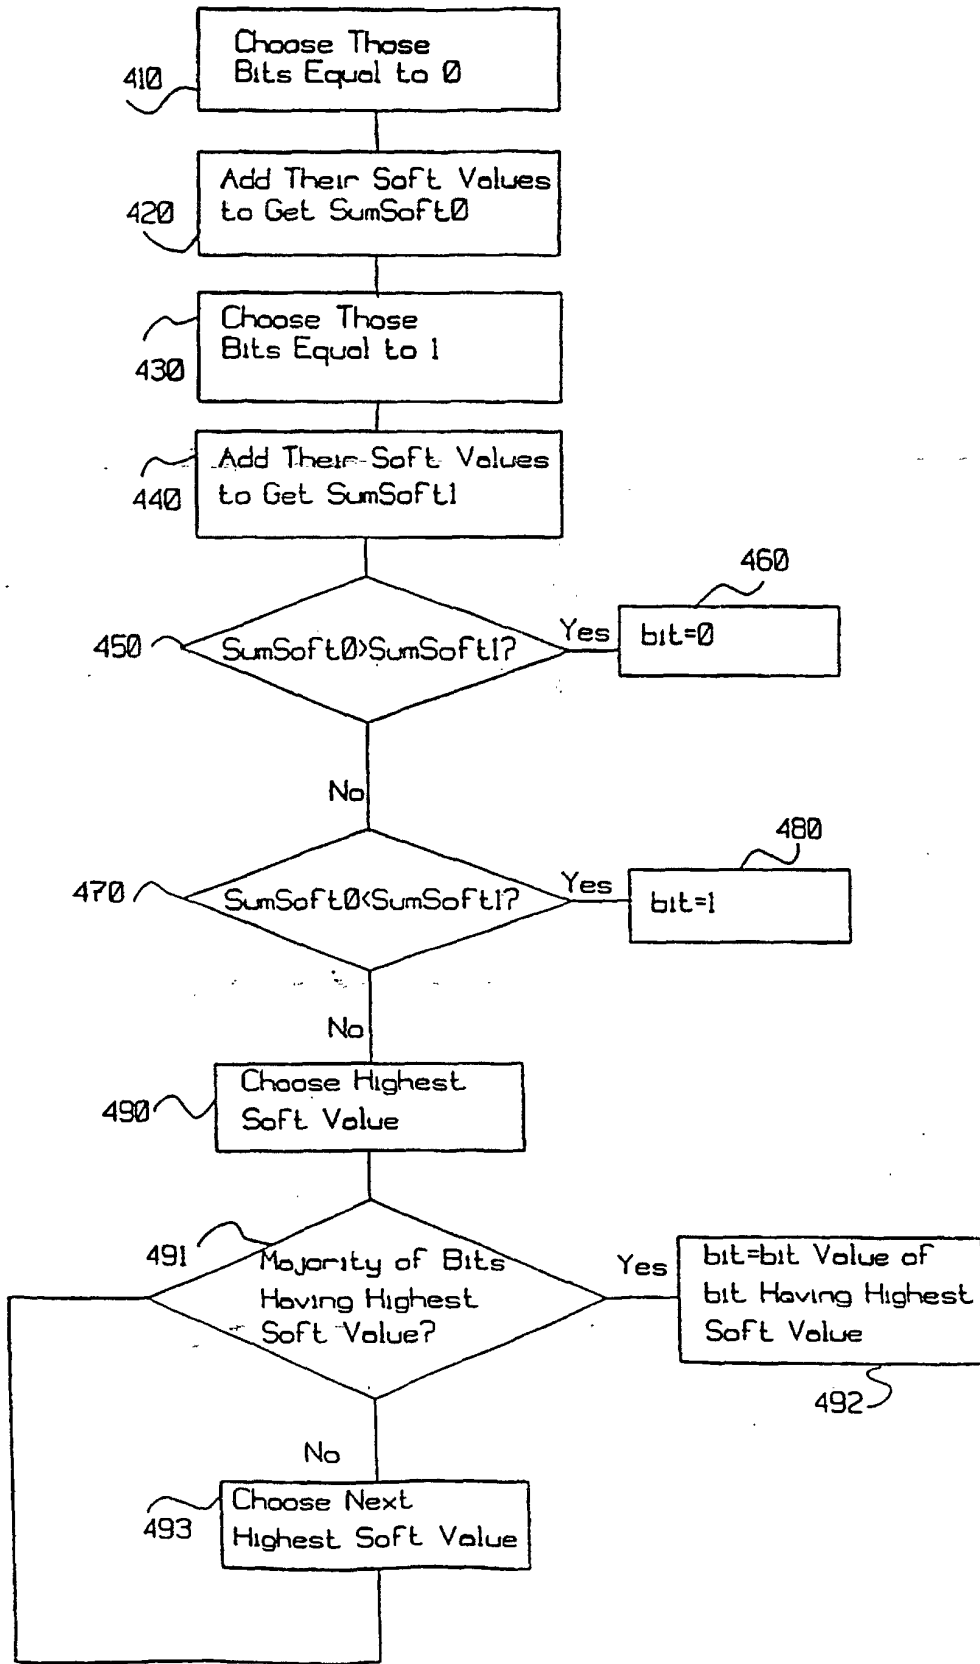 Choose Those
Bits Equal to 0
410
Add Their Soft Values
to Get SumSoft0
420
Choose Those
Bits Equal to 1
430
Add Their Soft Values
to Get SumSoft1
440
460
450
SumSoft0>SumSoft1?
Yes
bit=0
No
480
470
SumSoft0<SumSoft1?
Yes
bit=1
No
490
Choose Highest
Soft Value
491
Majority of Bits
Having Highest
Soft Value?
Yes
bit=bit Value of
bit Having Highest
Soft Value
492
No
493
Choose Next
Highest Soft Value